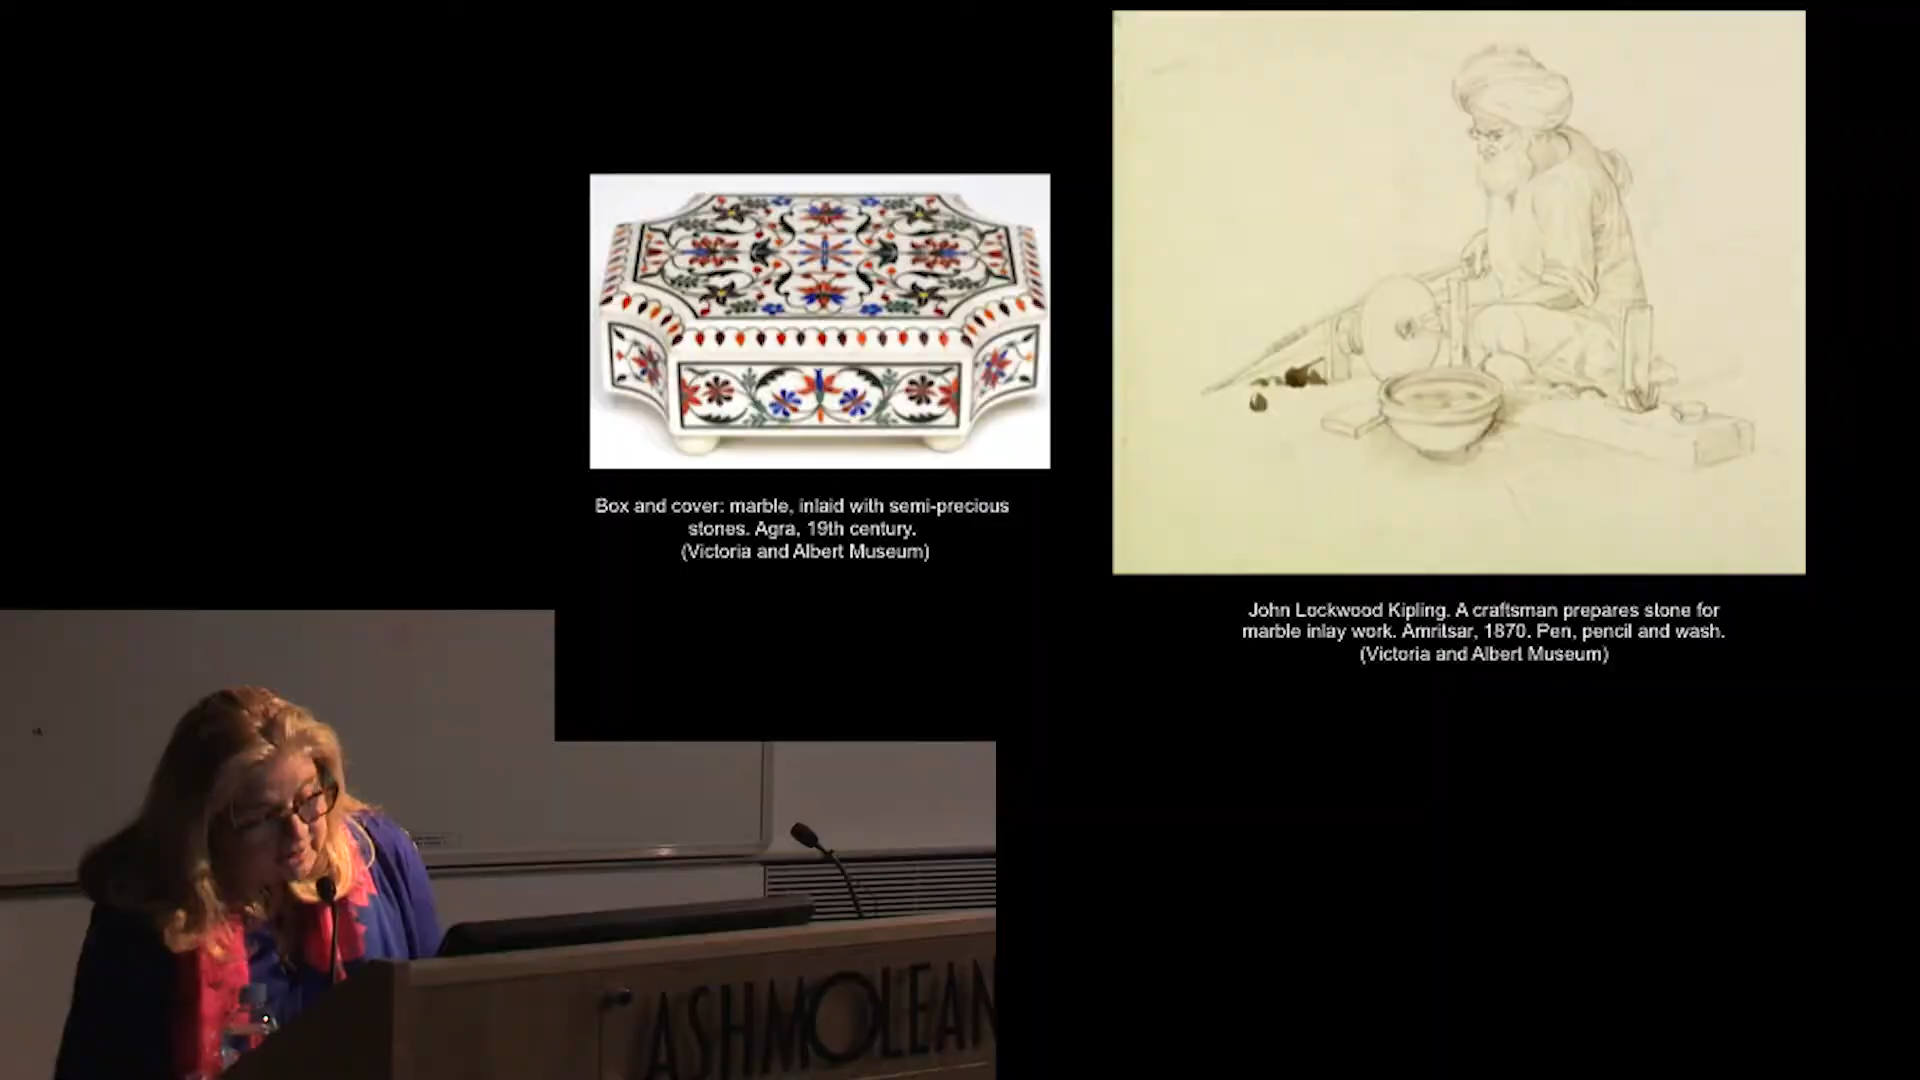 Box and cover: marble, inlaid with semi-precious
stones. Agra, 19th century.
(Victoria and Albert Museum)
John Lockwood Kipling. A craftsman prepares stone for
marble inlay work. Amritsar, 1870. Pen, pencil and wash.
(Victoria and Albert Museum)
ASHMOLEAN